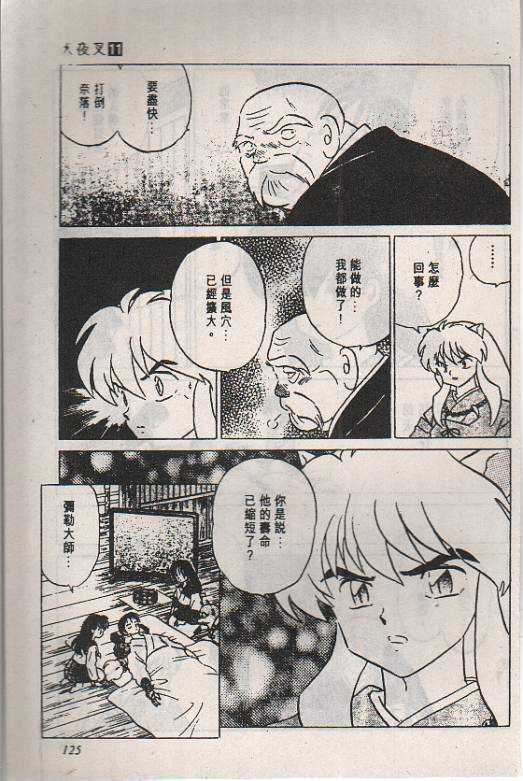 犬夜叉11
要盡快…
打倒
奈落！
………
怎麼
回事？
能做的…
我都做了！
但是風穴…
已經擴大。
你是說…
他的壽命
已縮短了？
彌勒大師…
125